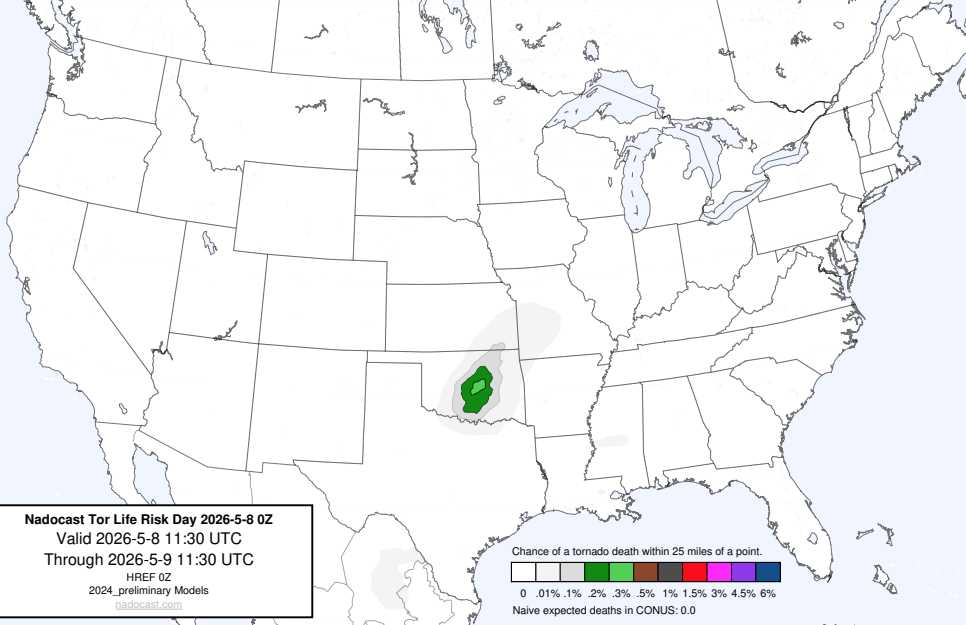 Nadocast Tor Life Risk Day 2026-5-8 0Z
Valid 2026-5-8 11:30 UTC
Through 2026-5-9 11:30 UTC
HREF 0Z
2024_preliminary Models
nadocast.com
Chance of a tornado death within 25 miles of a point.
0 .01% .1% .2% .3% .5% 1% 1.5% 3% 4.5% 6%
Naive expected deaths in CONUS: 0.0